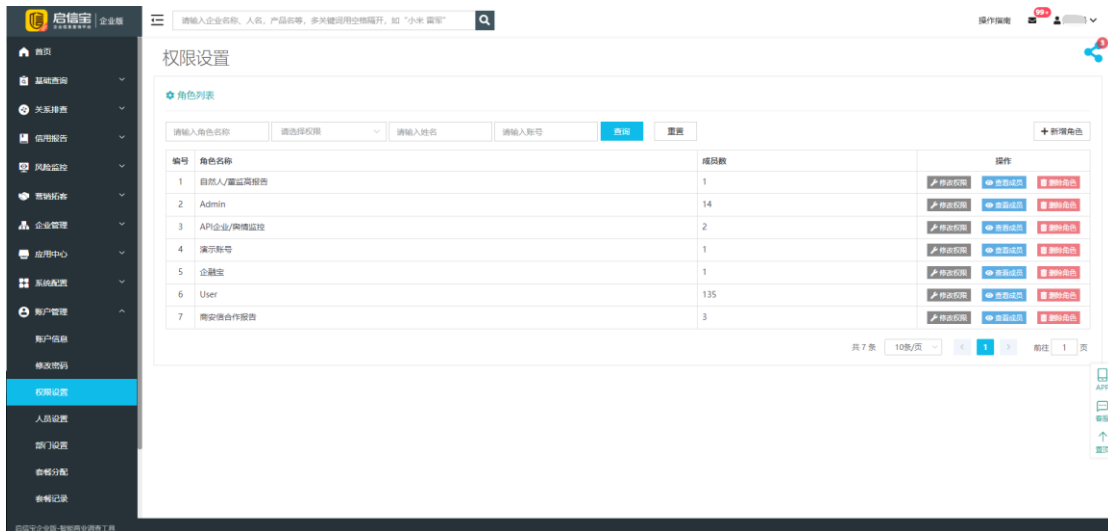 启信宝 企业版
请输入企业名称、人名、产品名等，多关键词用空格隔开，如 "小米 雷军"
操作指南 99+
首页
基础查询
关系排查
信用报告
风险监控
营销拓客
企业管理
应用中心
系统配置
账户管理
账户信息
修改密码
权限设置
人员设置
部门设置
套餐分配
套餐记录
启信宝企业版-智能商业调查工具
权限设置
角色列表
请输入角色名称 请选择权限 请输入姓名 请输入账号 查询 重置 新增角色
编号 角色名称 成员数 操作
1 自然人/董监高报告 1 修改权限 查看成员 删除角色
2 Admin 14 修改权限 查看成员 删除角色
3 API企业/舆情监控 2 修改权限 查看成员 删除角色
4 演示账号 1 修改权限 查看成员 删除角色
5 企融宝 1 修改权限 查看成员 删除角色
6 User 135 修改权限 查看成员 删除角色
7 商安信合作报告 3 修改权限 查看成员 删除角色
共 7 条 10条/页 < 1 > 前往 1 页
APP
客服
置顶